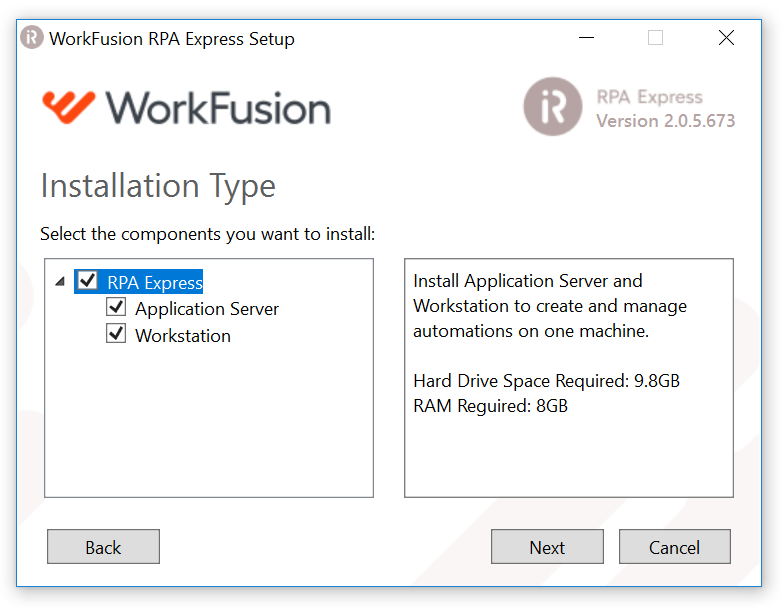 WorkFusion RPA Express Setup
WorkFusion
RPA Express
Version 2.0.5.673
Installation Type
Select the components you want to install:
RPA Express
Application Server
Workstation
Install Application Server and
Workstation to create and manage
automations on one machine.
Hard Drive Space Required: 9.8GB
RAM Reguired: 8GB
Back
Next
Cancel